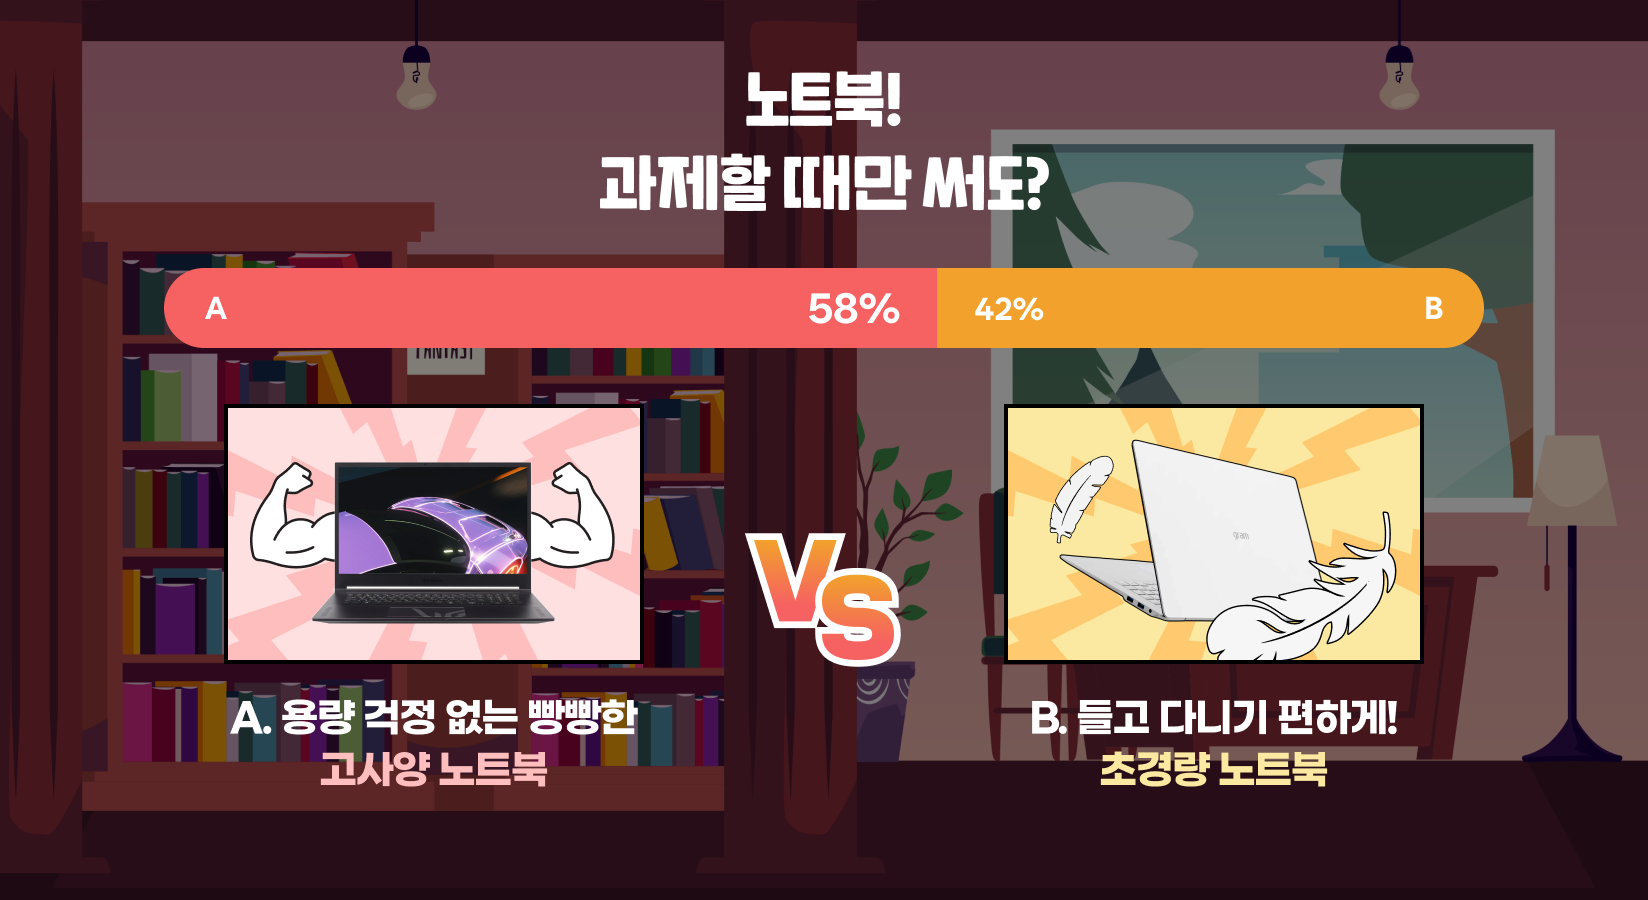 노트북!
과제할 때만 써도?
A
58%
42%
B
FANTASY
gram
VS
A. 용량 걱정 없는 빵빵한
고사양 노트북
B. 들고 다니기 편하게!
초경량 노트북